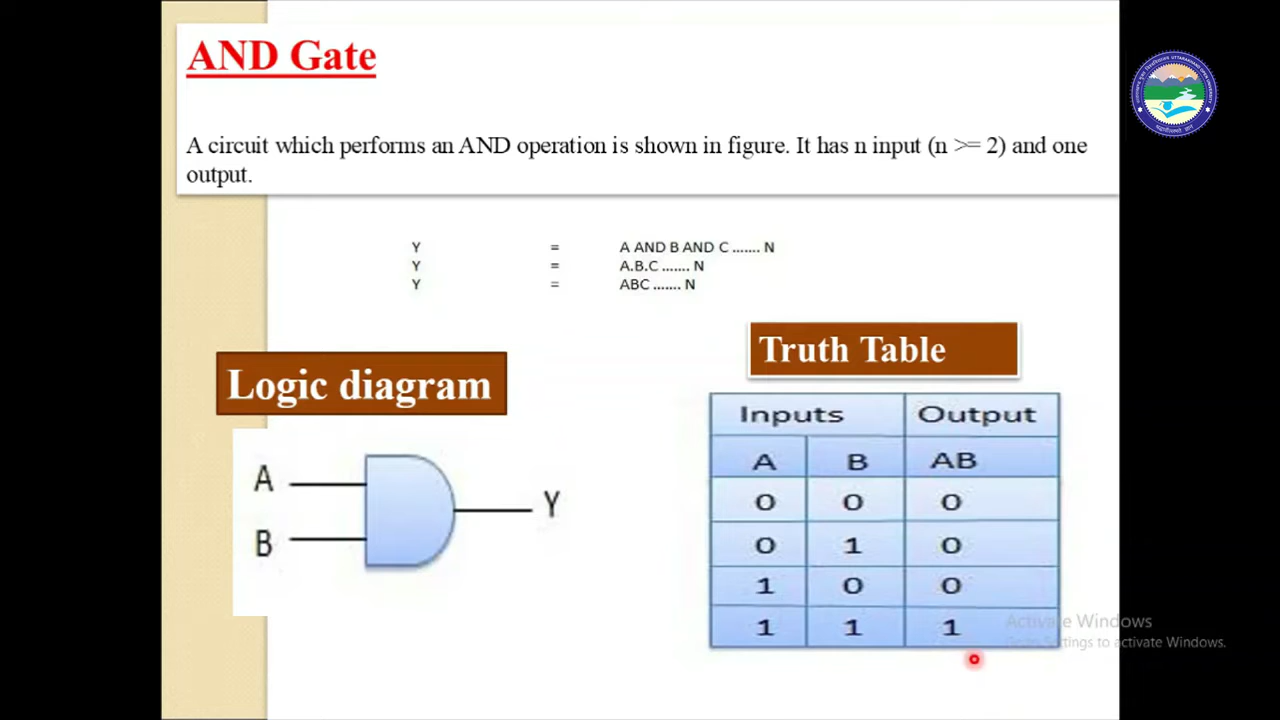 AND Gate
A circuit which performs an AND operation is shown in figure. It has n input (n >= 2) and one
output.
Y = A AND B AND C ....... N
Y = A.B.C ....... N
Y = ABC ....... N
Truth Table
Logic diagram
Inputs Output
A B AB
0 0 0
0 1 0
1 0 0
1 1 1
A
B
Y
Activate Windows
Go to Settings to activate Windows.